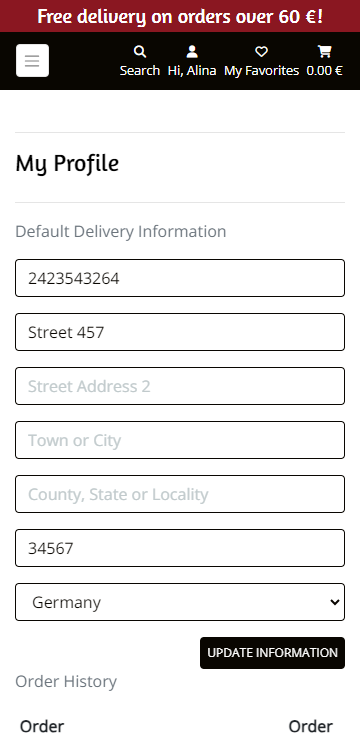 Free delivery on orders over 60 €!
Search Hi, Alina My Favorites 0.00 €
My Profile
Default Delivery Information
2423543264
Street 457
Street Address 2
Town or City
County, State or Locality
34567
Germany
UPDATE INFORMATION
Order History
Order Order